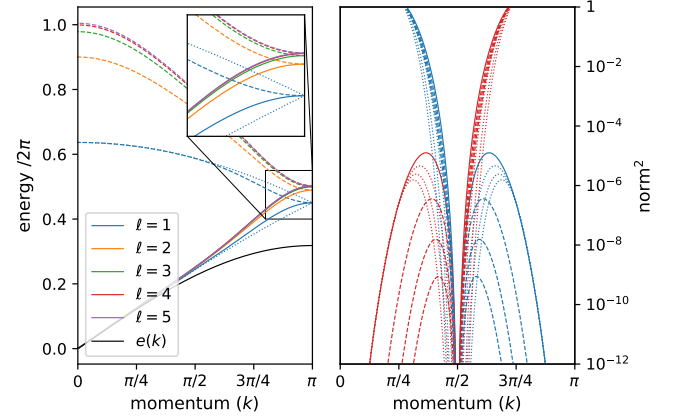 1.0
0.8
0.6
0.4
0.2
0.0
energy /2π
ℓ = 1
ℓ = 2
ℓ = 3
ℓ = 4
ℓ = 5
e(k)
0 π/4 π/2 3π/4 π
momentum (k)
1
10⁻²
10⁻⁴
10⁻⁶
10⁻⁸
10⁻¹⁰
10⁻¹²
norm²
0 π/4 π/2 3π/4 π
momentum (k)